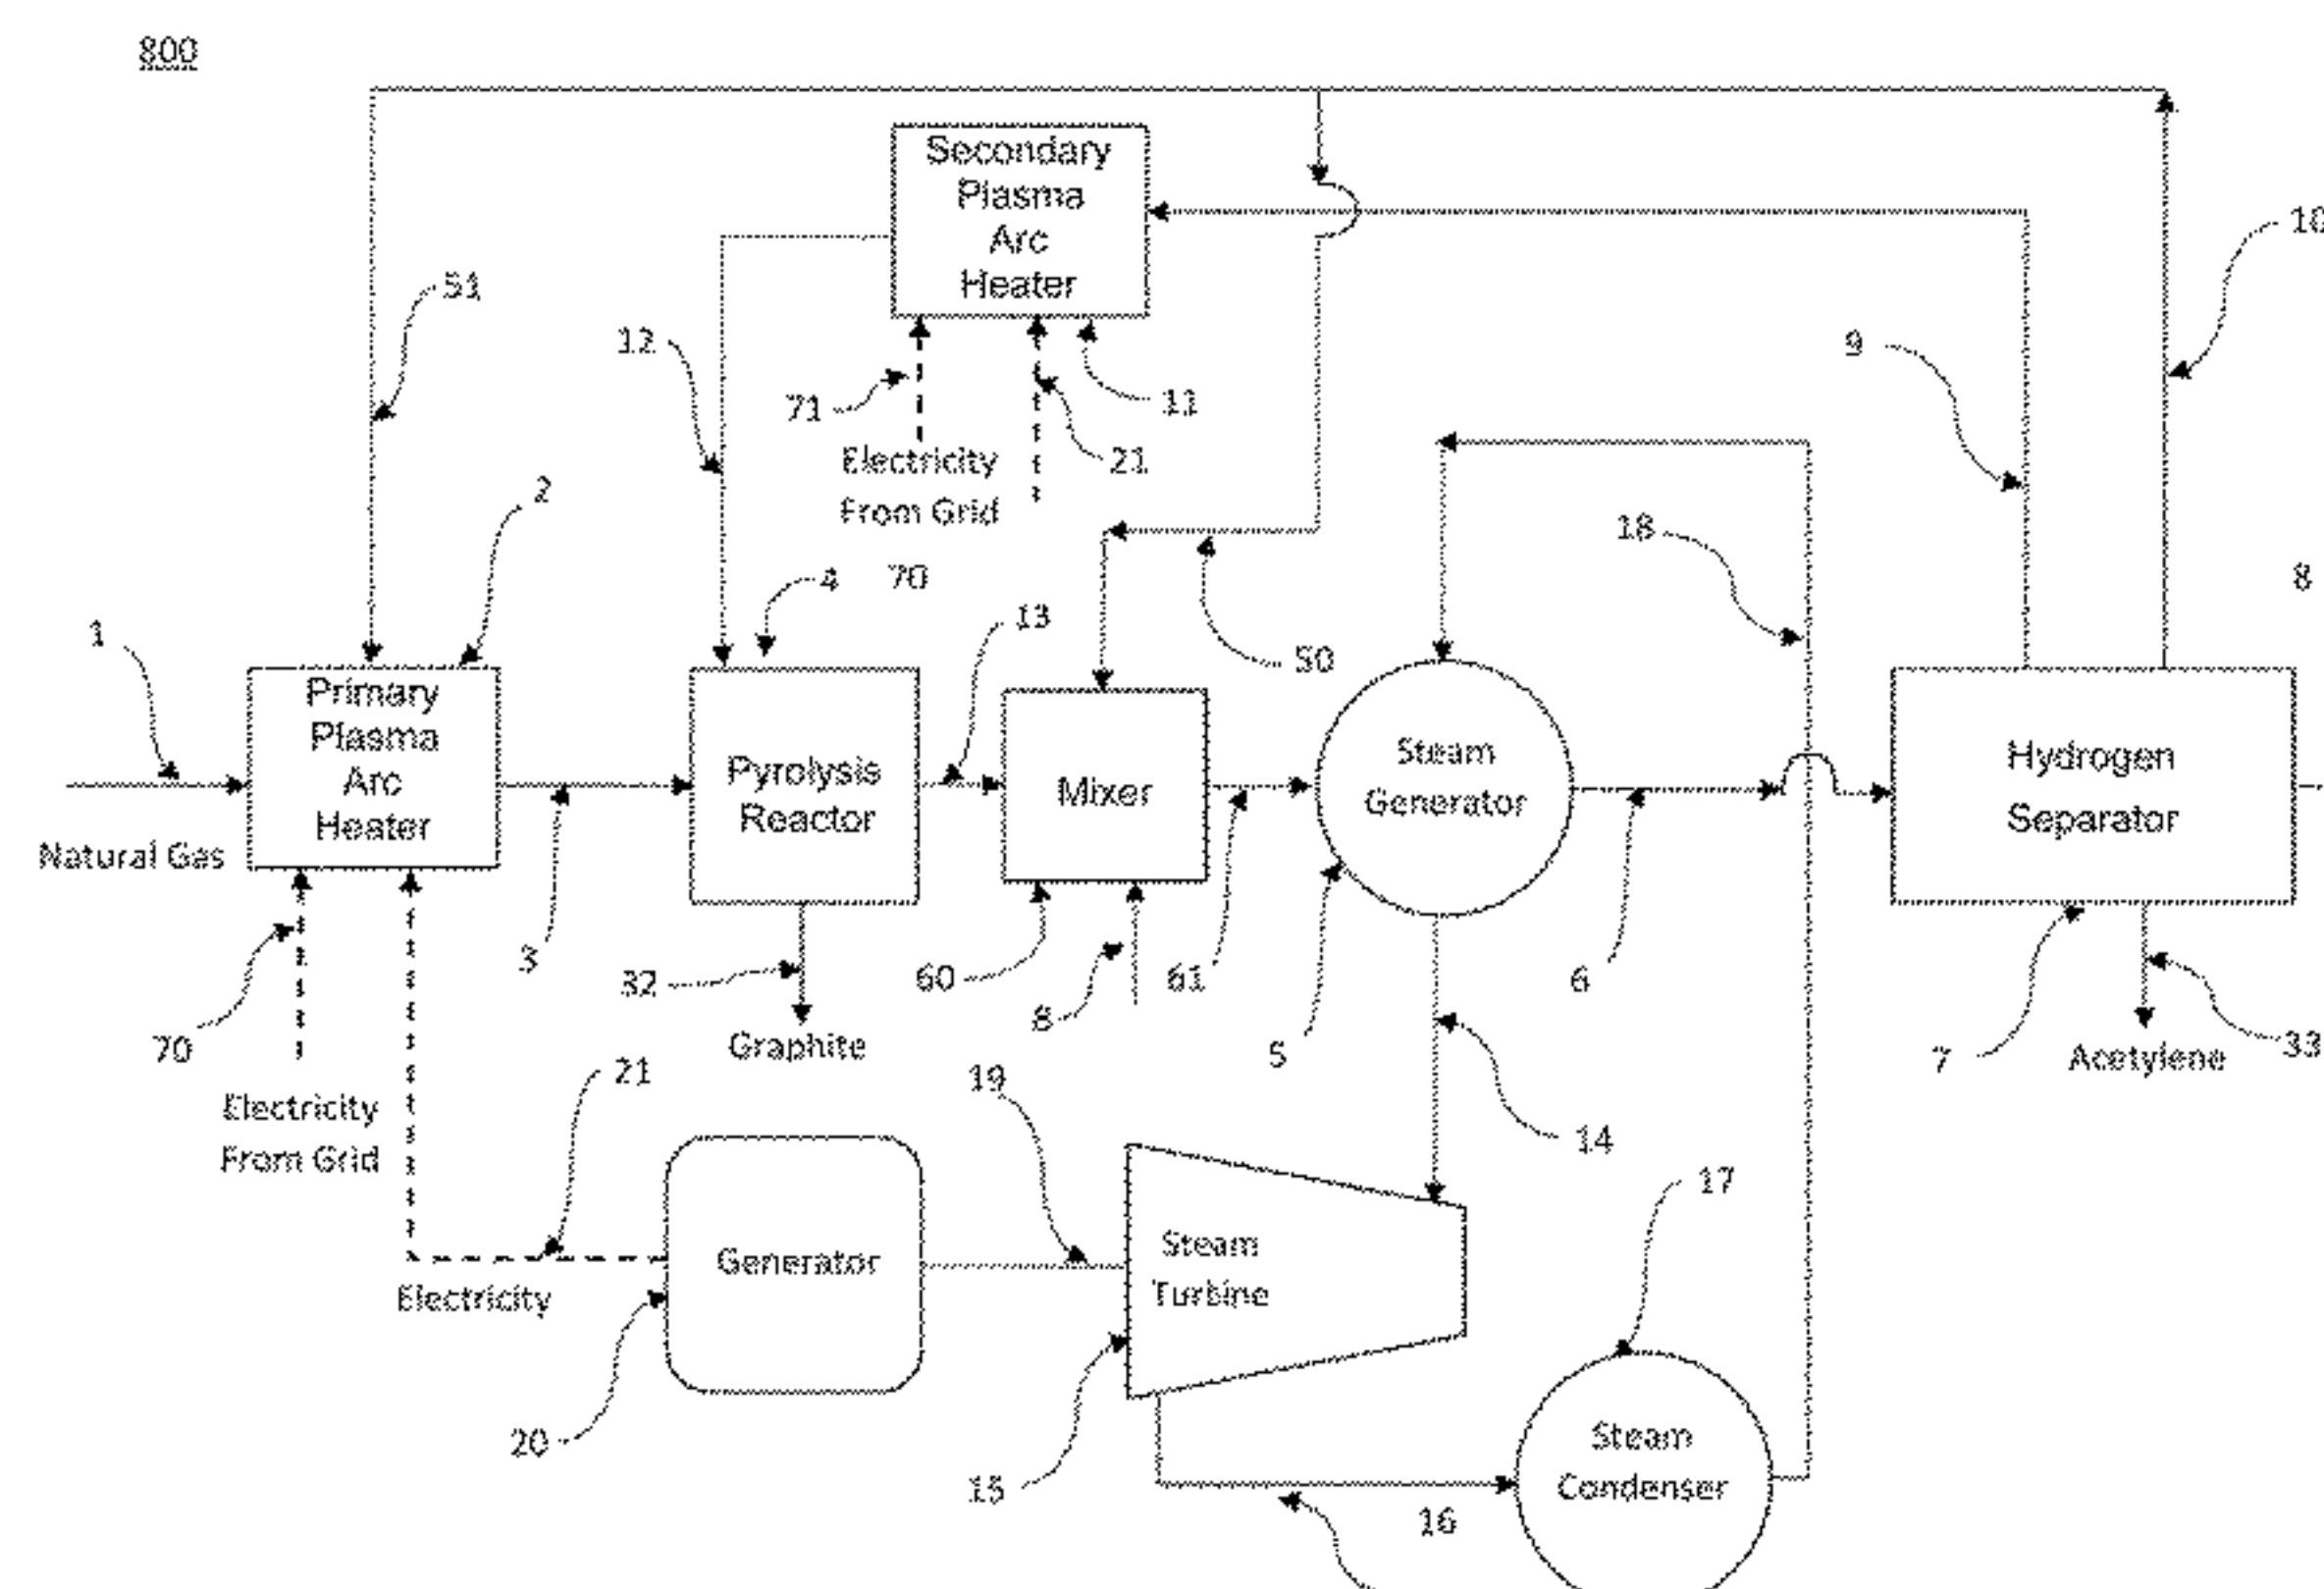 800
Secondary
Plasma
Arc
Heater
10
51
12
9
71
11
Electricity
From Grid
21
2
18
4
70
8
1
13
50
Primary
Plasma
Arc
Heater
Pyrolysis
Reactor
Mixer
Steam
Generator
Hydrogen
Separator
Natural Gas
3
32
60
8
61
6
5
70
Graphite
7
Acetylene
33
Electricity
From Grid
21
19
14
17
Generator
Steam
Turbine
Electricity
20
15
16
Steam
Condenser